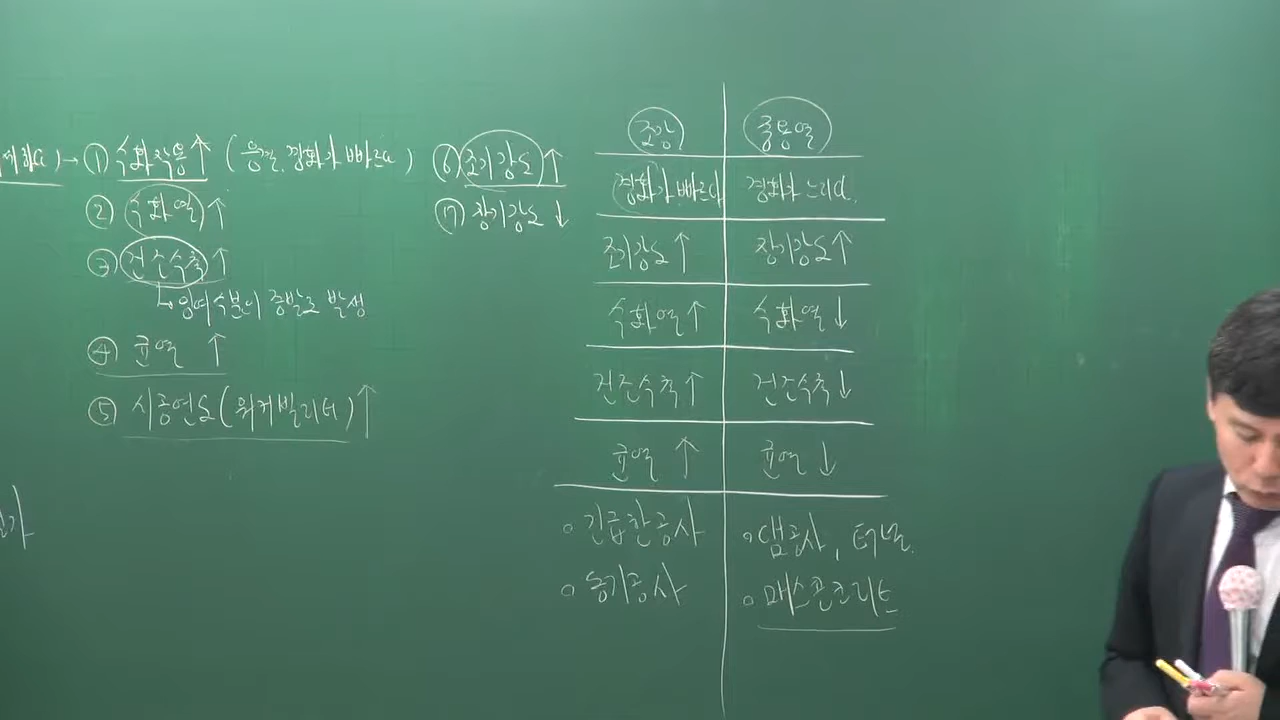 → ① 수화작용↑ (응결, 경화가 빠르다)
② 수화열↑
③ 건조수축↑
↳ 잉여수분이 증발로 발생
④ 균열 ↑
⑤ 시공연도(워커빌리티)↑
⑥ 조기강도↑
⑦ 장기강도↓
조강 중용열
경화가 빠르다 경화가 느리다.
조기강도↑ 장기강도↑
수화열↑ 수화열↓
건조수축↑ 건조수축↓
균열 ↑ 균열↓
∘ 긴급한공사 ∘ 댐공사, 터널.
∘ 동기공사 ∘ 매스콘크리트